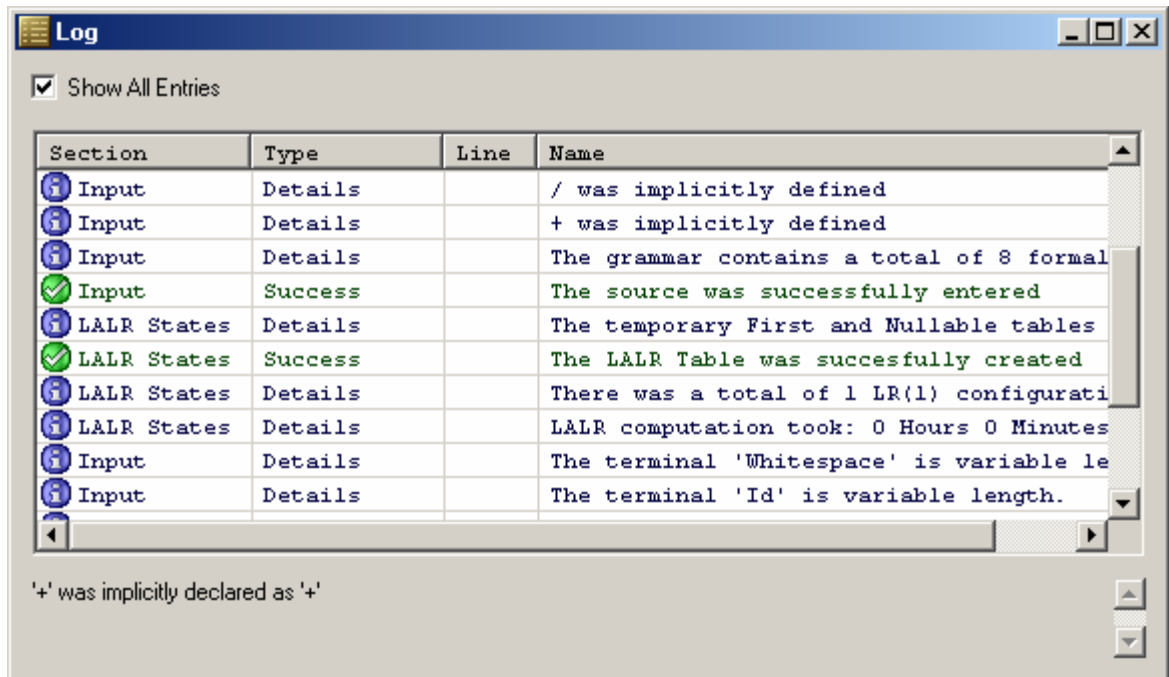 Log
Show All Entries
Section Type Line Name
Input Details / was implicitly defined
Input Details + was implicitly defined
Input Details The grammar contains a total of 8 formal
Input Success The source was successfully entered
LALR States Details The temporary First and Nullable tables
LALR States Success The LALR Table was succesfully created
LALR States Details There was a total of 1 LR(1) configurati
LALR States Details LALR computation took: 0 Hours 0 Minutes
Input Details The terminal 'Whitespace' is variable le
Input Details The terminal 'Id' is variable length.
'+' was implicitly declared as '+'